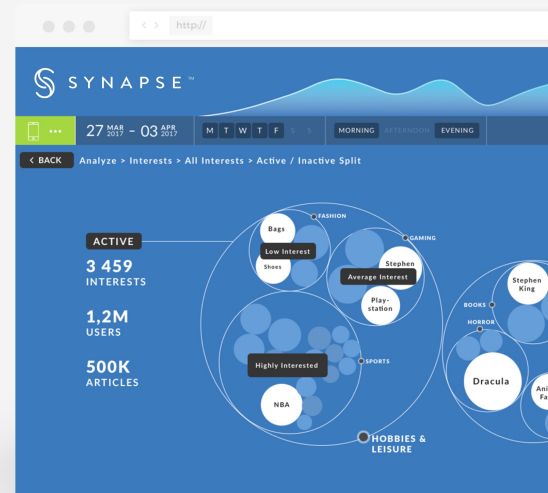 http://
SYNAPSE™
27 MAR 2017 – 03 APR 2017
M T W T F S S
MORNING AFTERNOON EVENING
< BACK
Analyze > Interests > All Interests > Active / Inactive Split
ACTIVE
3 459
INTERESTS
1,2M
USERS
500K
ARTICLES
FASHION
Bags
Low Interest
Shoes
GAMING
Stephen
Average Interest
Play-
station
SPORTS
Highly Interested
NBA
HOBBIES &
LEISURE
Stephen
King
BOOKS
HORROR
Dracula